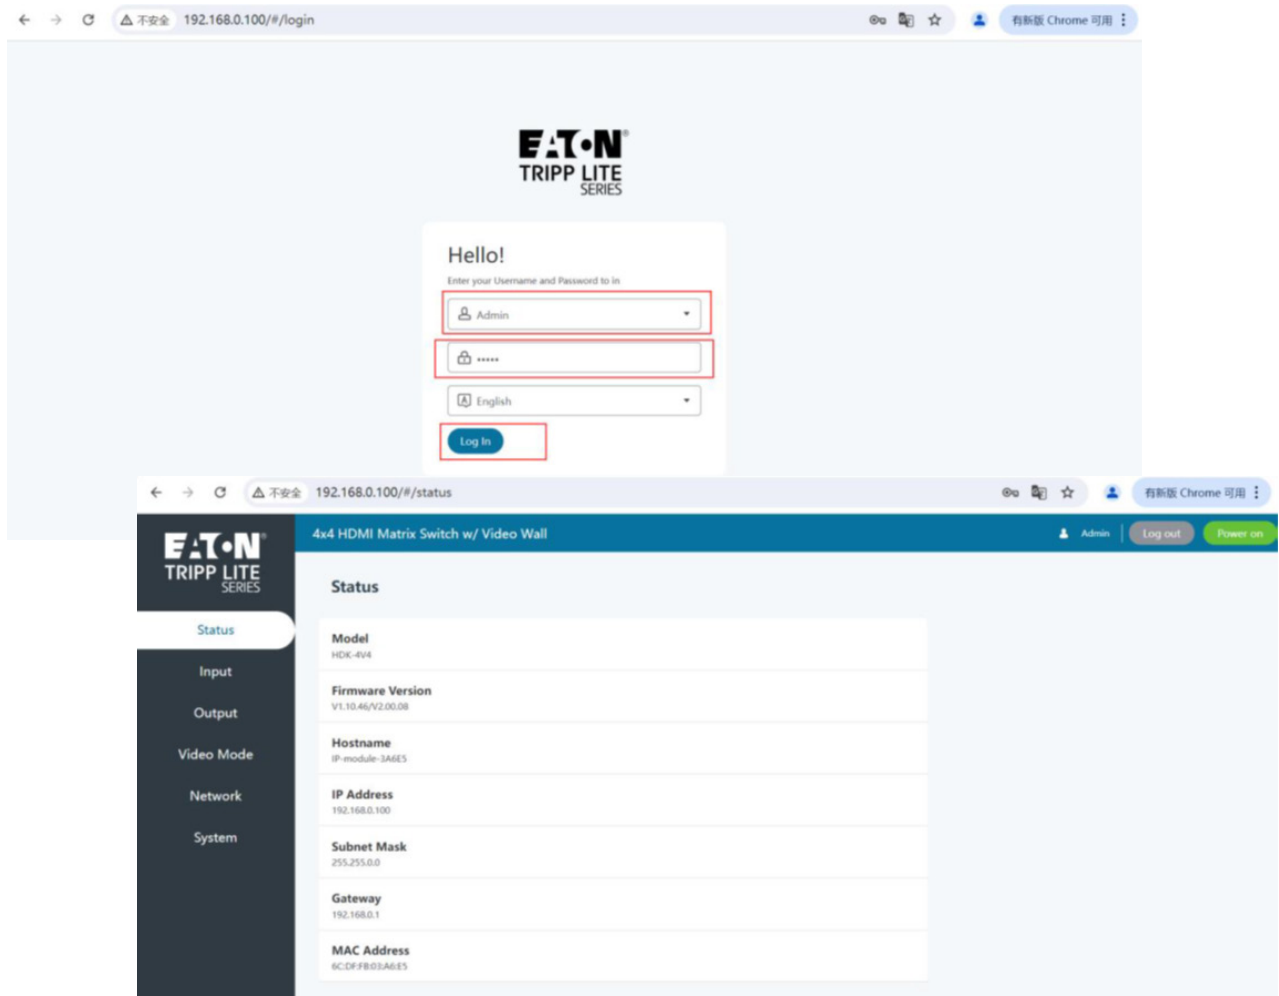 不安全 192.168.0.100/#/login 有新版 Chrome 可用
EATON®
TRIPP LITE
SERIES
Hello!
Enter your Username and Password to in
Admin
•••••
English
Log In
不安全 192.168.0.100/#/status 有新版 Chrome 可用
EATON®
TRIPP LITE
SERIES
4x4 HDMI Matrix Switch w/ Video Wall Admin Log out Power on
Status
Input
Output
Video Mode
Network
System
Status
Model
HDK-4V4
Firmware Version
V1.10.46/V2.00.08
Hostname
IP-module-3A6E5
IP Address
192.168.0.100
Subnet Mask
255.255.0.0
Gateway
192.168.0.1
MAC Address
6C:DF:FB:03:A6:E5